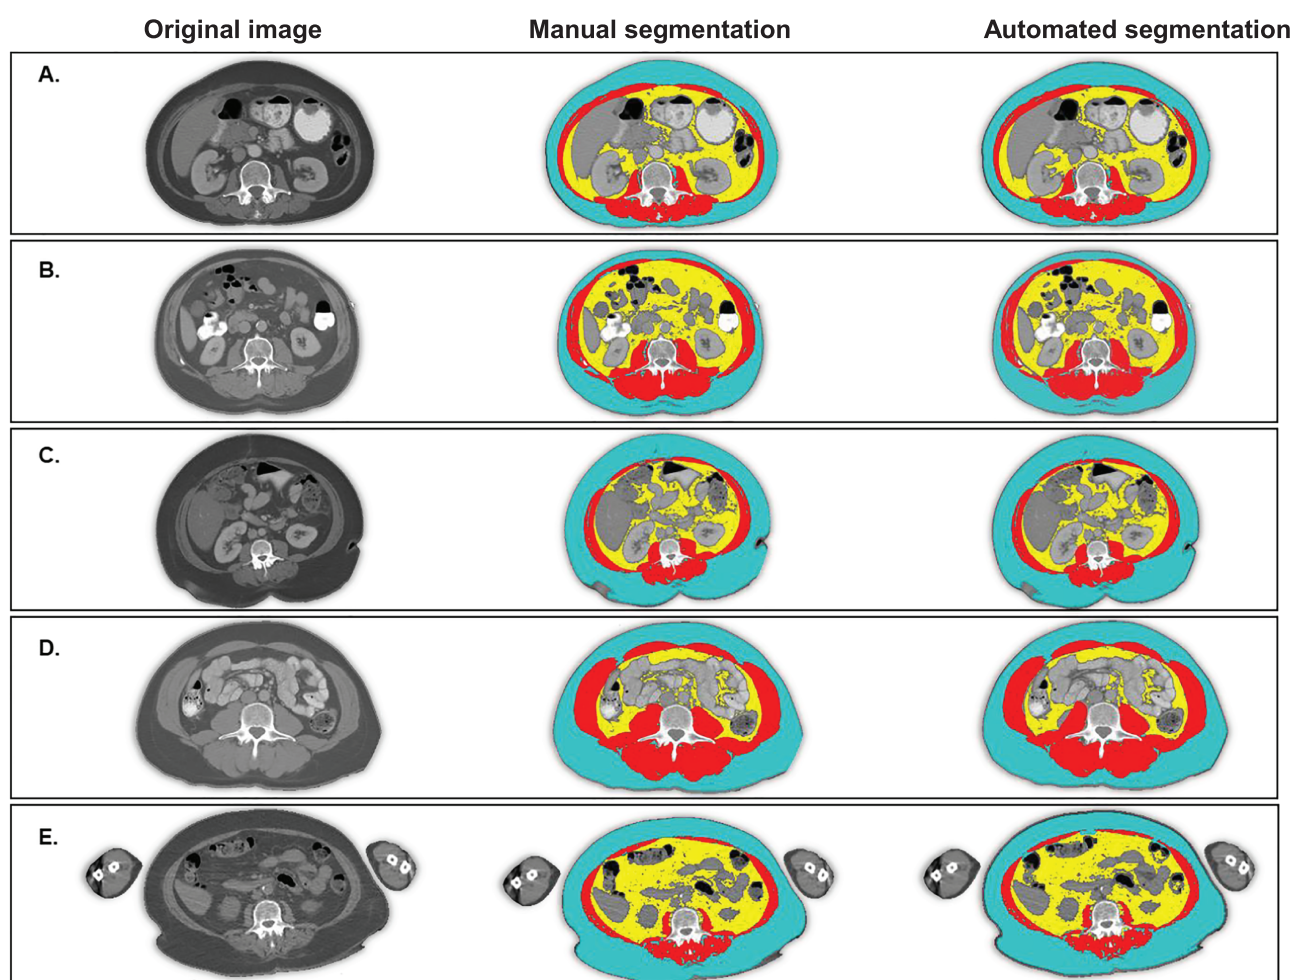 Original image
Manual segmentation
Automated segmentation
A.
B.
C.
D.
E.